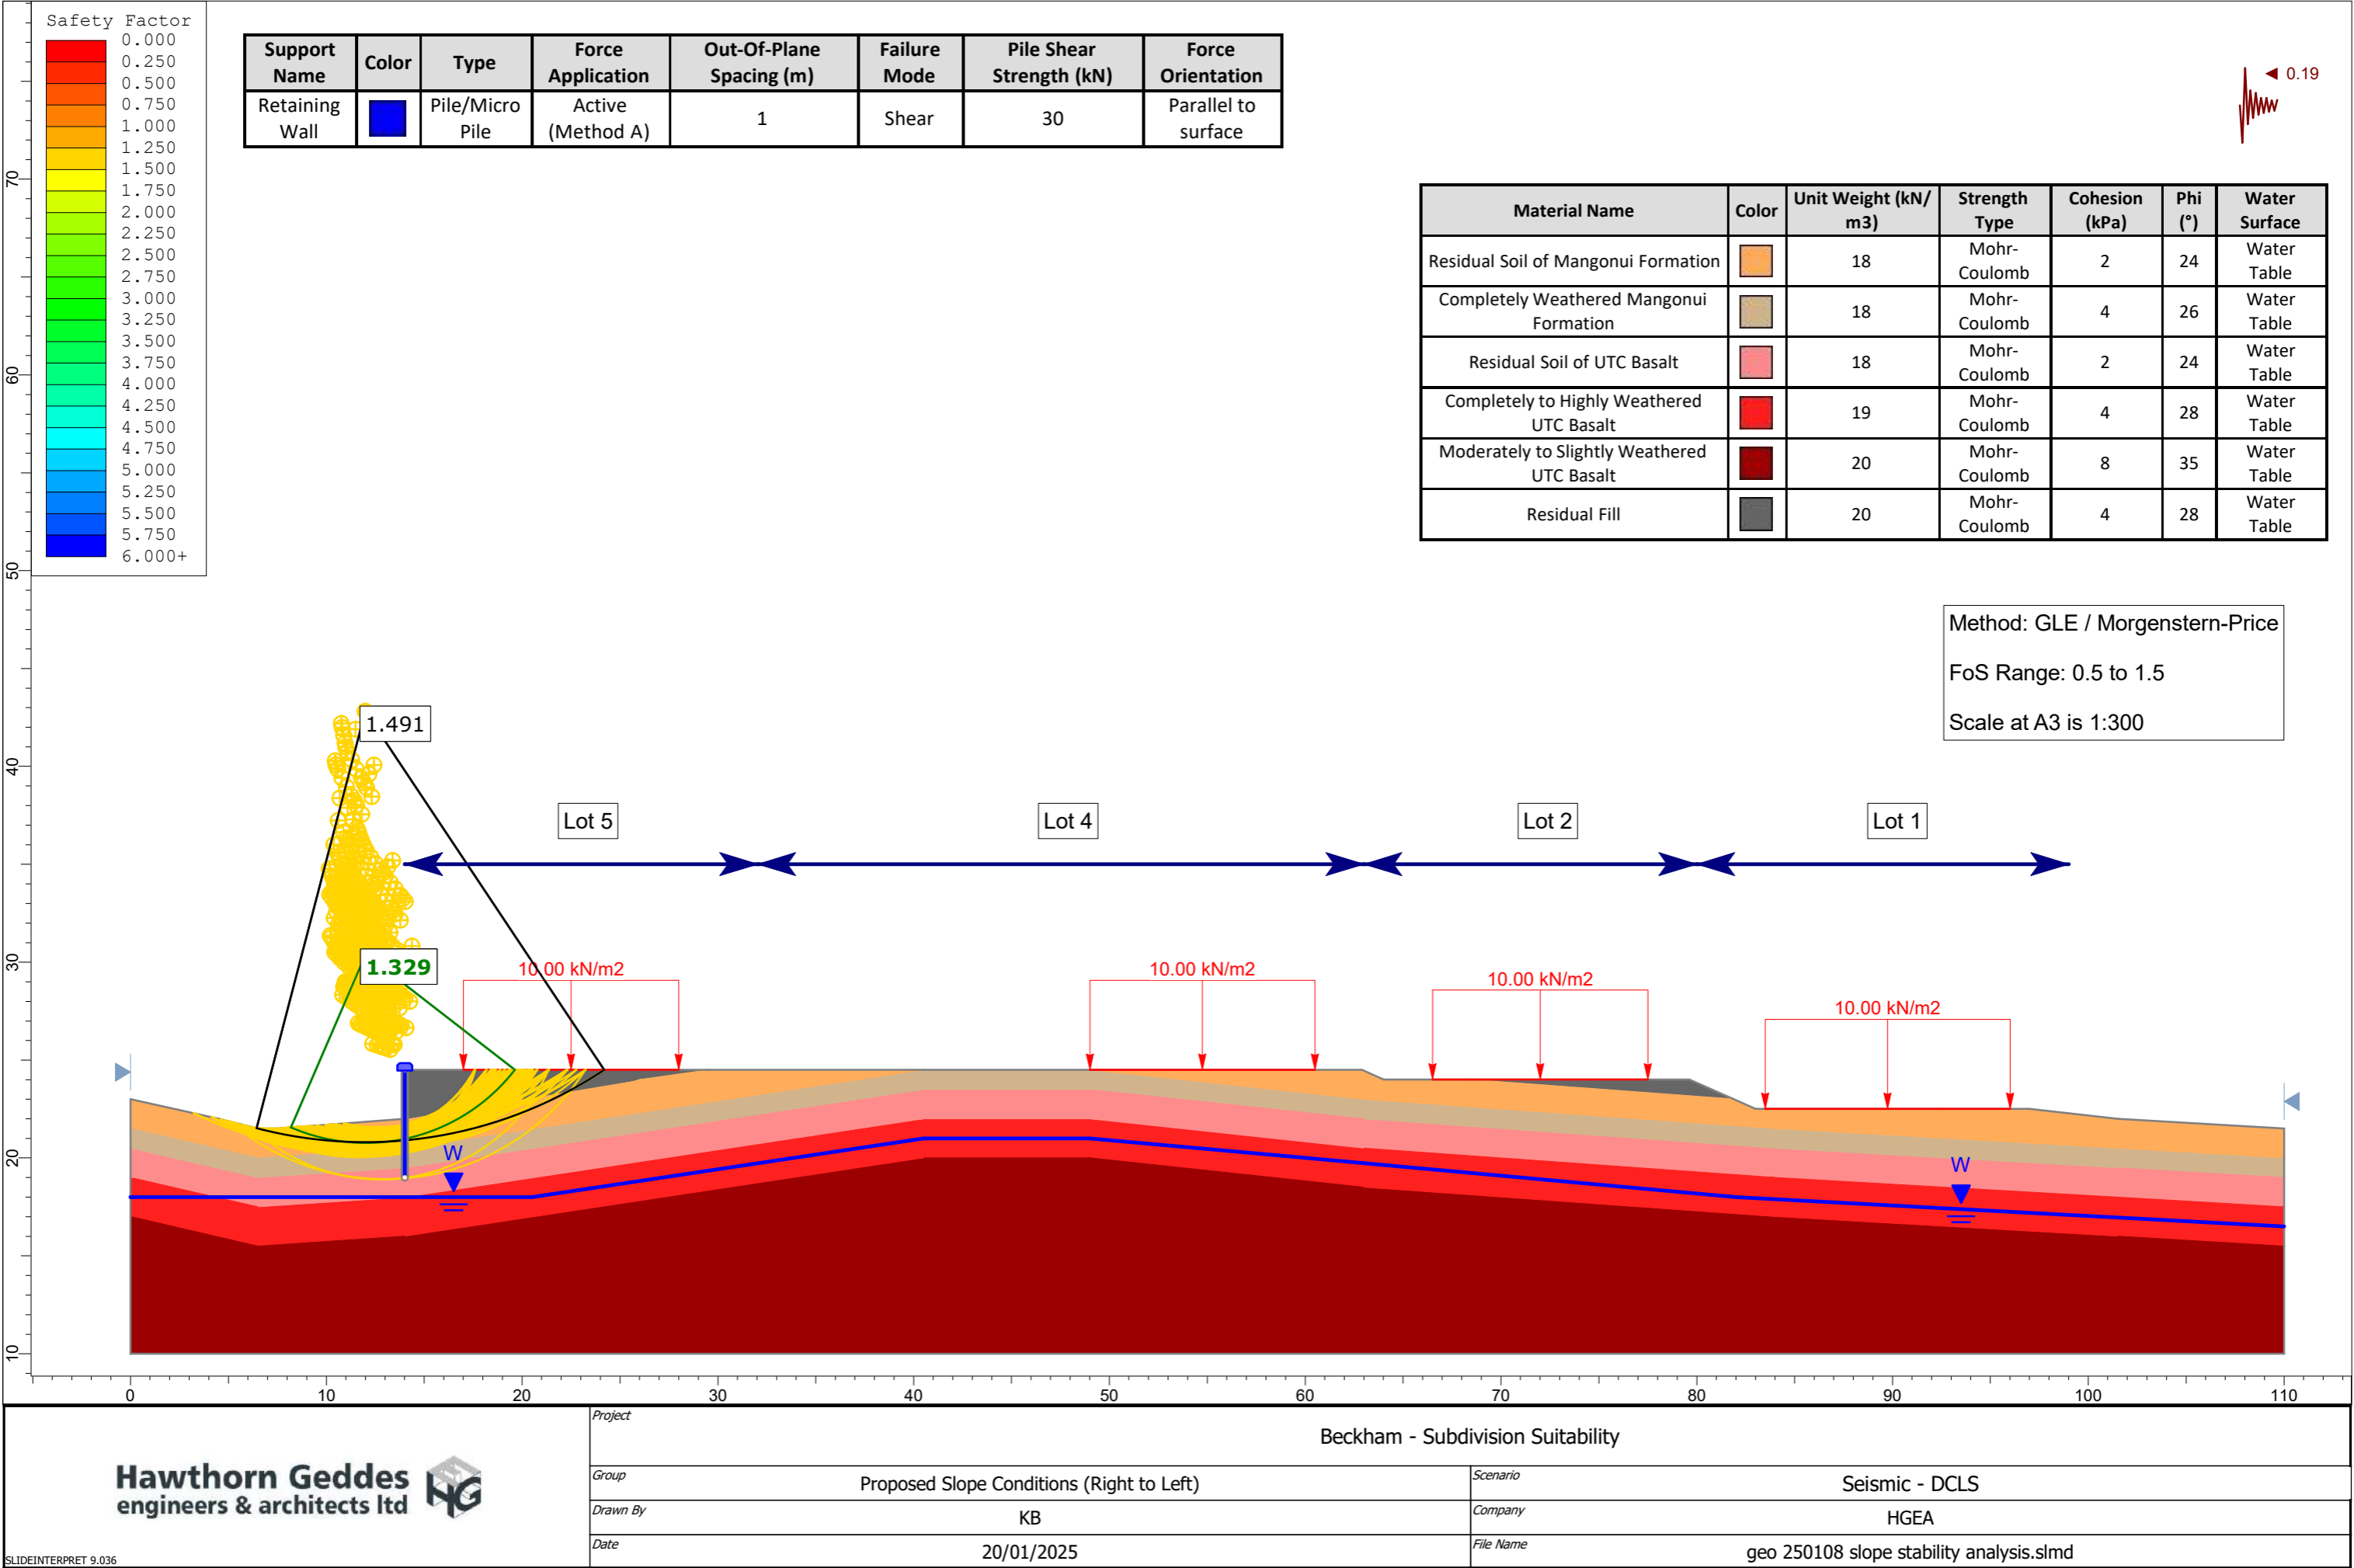 Safety Factor
0.000
0.250
0.500
0.750
1.000
1.250
1.500
1.750
2.000
2.250
2.500
2.750
3.000
3.250
3.500
3.750
4.000
4.250
4.500
4.750
5.000
5.250
5.500
5.750
6.000+
Support Name Color Type Force Application Out-Of-Plane Spacing (m) Failure Mode Pile Shear Strength (kN) Force Orientation
Retaining Wall Pile/Micro Pile Active (Method A) 1 Shear 30 Parallel to surface
0.19
Material Name Color Unit Weight (kN/m3) Strength Type Cohesion (kPa) Phi (°) Water Surface
Residual Soil of Mangonui Formation 18 Mohr-Coulomb 2 24 Water Table
Completely Weathered Mangonui Formation 18 Mohr-Coulomb 4 26 Water Table
Residual Soil of UTC Basalt 18 Mohr-Coulomb 2 24 Water Table
Completely to Highly Weathered UTC Basalt 19 Mohr-Coulomb 4 28 Water Table
Moderately to Slightly Weathered UTC Basalt 20 Mohr-Coulomb 8 35 Water Table
Residual Fill 20 Mohr-Coulomb 4 28 Water Table
Method: GLE / Morgenstern-Price
FoS Range: 0.5 to 1.5
Scale at A3 is 1:300
70
60
50
40
30
20
10
1.491
1.329
Lot 5
Lot 4
Lot 2
Lot 1
10.00 kN/m2
10.00 kN/m2
10.00 kN/m2
10.00 kN/m2
W
W
0 10 20 30 40 50 60 70 80 90 100 110
Hawthorn Geddes
engineers & architects ltd
HG
SLIDEINTERPRET 9.036
Project
Beckham - Subdivision Suitability
Group
Proposed Slope Conditions (Right to Left)
Scenario
Seismic - DCLS
Drawn By
KB
Company
HGEA
Date
20/01/2025
File Name
geo 250108 slope stability analysis.slmd